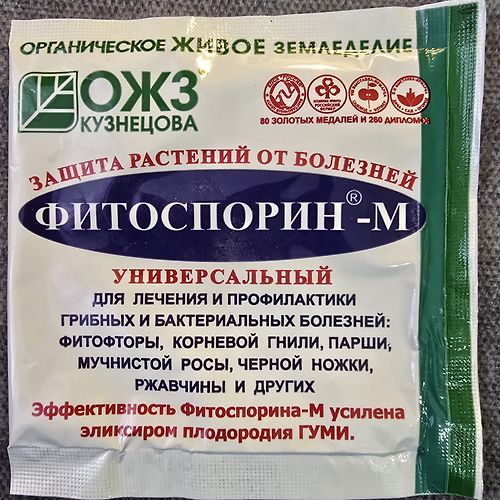 ОРГАНИЧЕСКОЕ ЖИВОЕ ЗЕМЛЕДЕЛИЕ
ОЖЗ
КУЗНЕЦОВА
80 ЗОЛОТЫХ МЕДАЛЕЙ И 260 ДИПЛОМОВ
ЗАЩИТА РАСТЕНИЙ ОТ БОЛЕЗНЕЙ
ФИТОСПОРИН®-М
УНИВЕРСАЛЬНЫЙ
ДЛЯ ЛЕЧЕНИЯ И ПРОФИЛАКТИКИ
ГРИБНЫХ И БАКТЕРИАЛЬНЫХ БОЛЕЗНЕЙ:
ФИТОФТОРЫ, КОРНЕВОЙ ГНИЛИ, ПАРШИ,
МУЧНИСТОЙ РОСЫ, ЧЕРНОЙ НОЖКИ,
РЖАВЧИНЫ И ДРУГИХ
Эффективность Фитоспорина-М усилена
эликсиром плодородия ГУМИ.